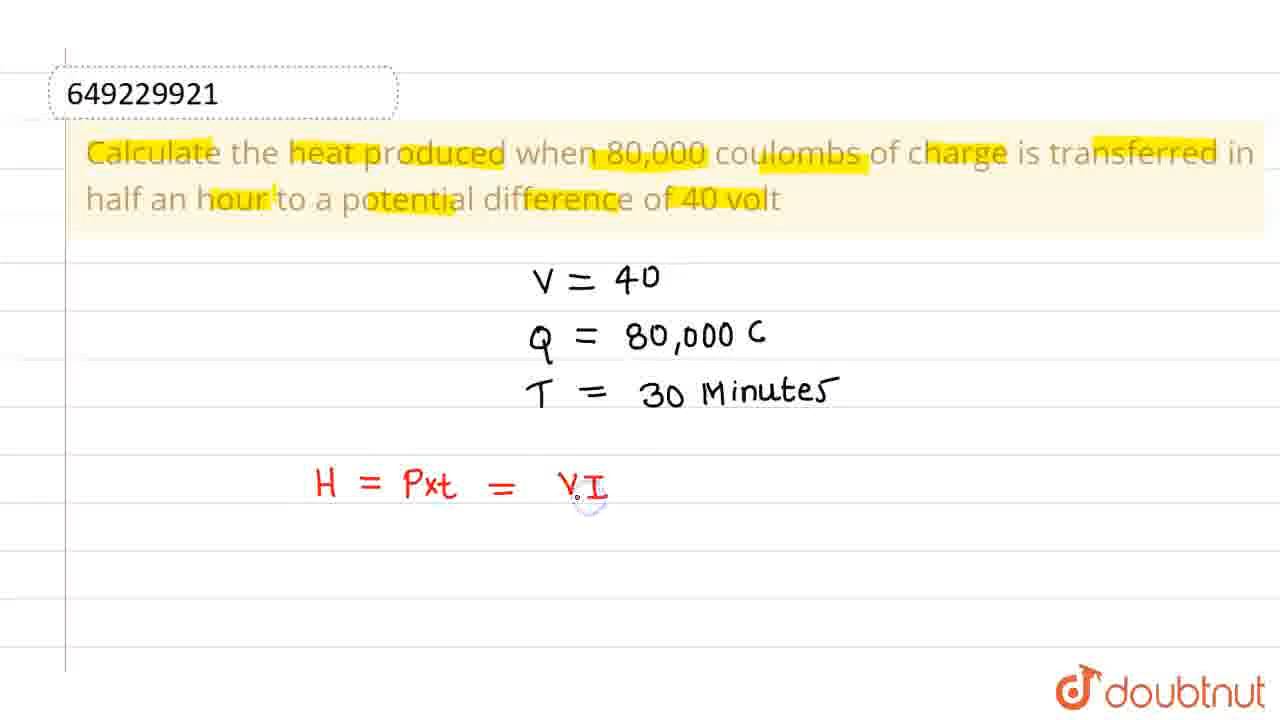 649229921
Calculate the heat produced when 80,000 coulombs of charge is transferred in
half an hour to a potential difference of 40 volt
V = 40
Q = 80,000 C
T = 30 Minutes
H = Pxt = VI
doubtnut